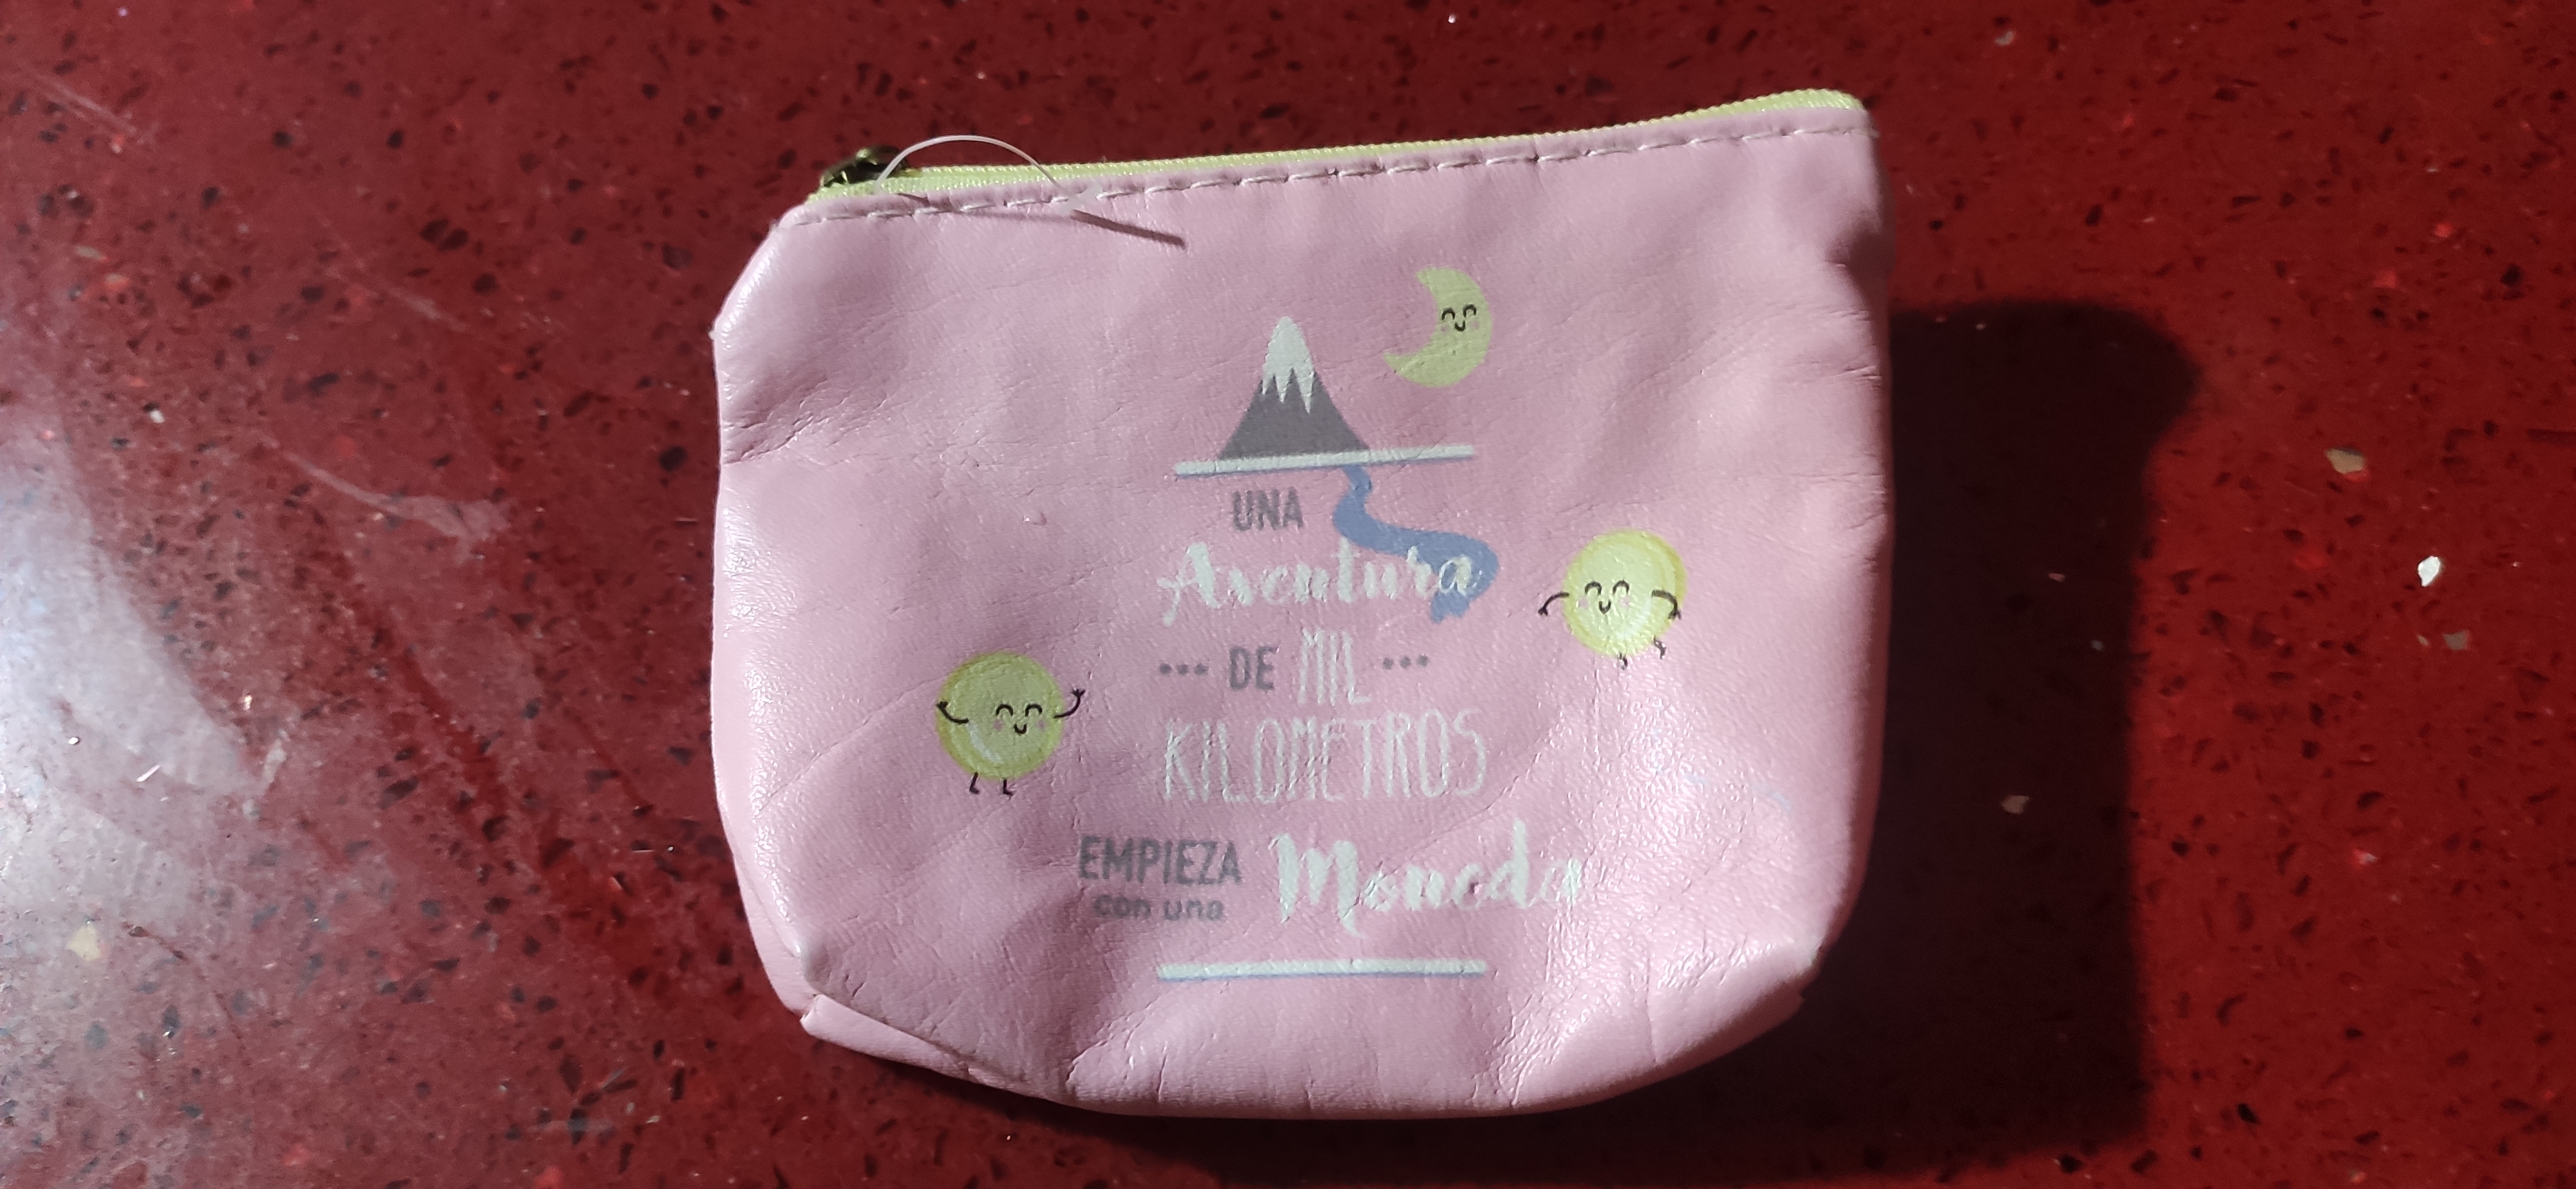 UNA
Aventura
... DE MIL ...
KILOMETROS
EMPIEZA
con una Moneda